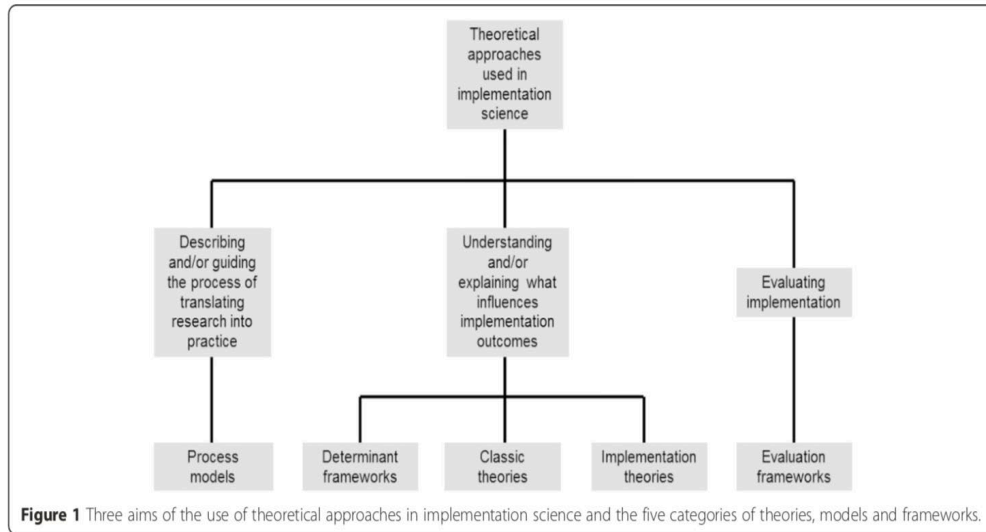 Theoretical
approaches
used in
implementation
science
Describing
and/or guiding
the process of
translating
research into
practice
Understanding
and/or
explaining what
influences
implementation
outcomes
Evaluating
implementation
Process
models
Determinant
frameworks
Classic
theories
Implementation
theories
Evaluation
frameworks
Figure 1 Three aims of the use of theoretical approaches in implementation science and the five categories of theories, models and frameworks.